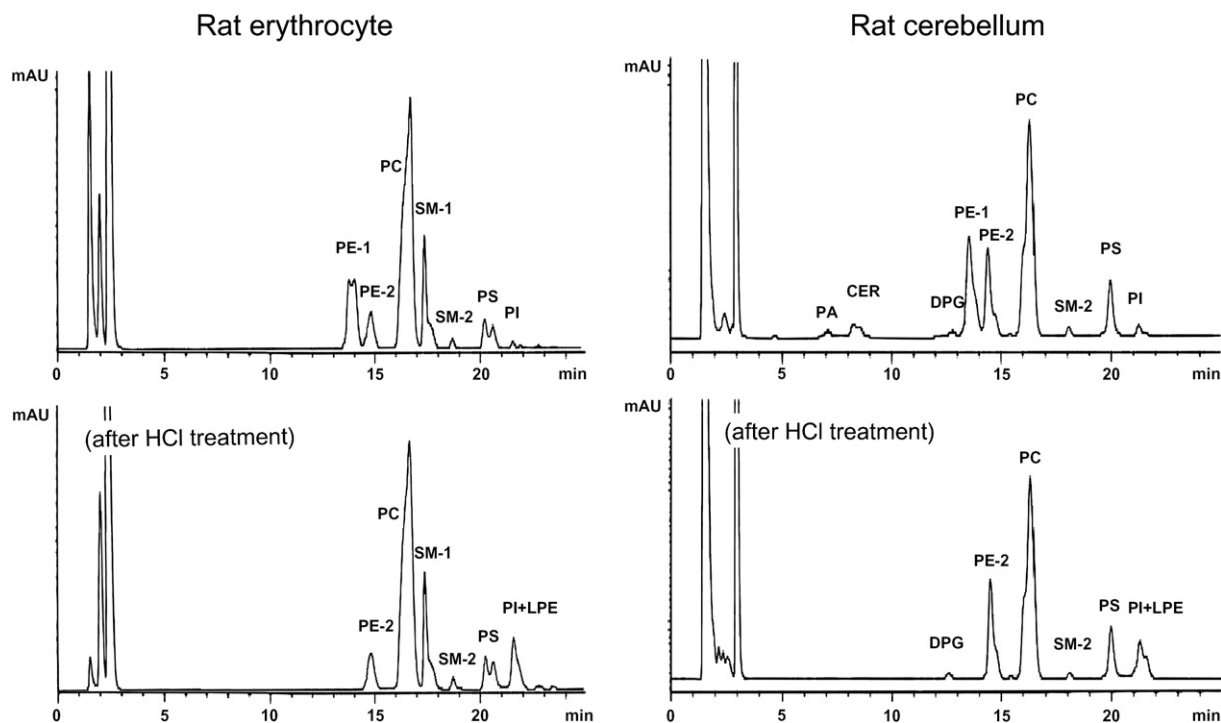 Rat erythrocyte
mAU
PE-1
PE-2
PC
SM-1
SM-2
PS
PI
0 5 10 15 20 min
Rat cerebellum
mAU
PA
CER
DPG
PE-1
PE-2
PC
SM-2
PS
PI
0 5 10 15 20 min
mAU
(after HCl treatment)
PE-2
PC
SM-1
SM-2
PS
PI+LPE
0 5 10 15 20 min
mAU
(after HCl treatment)
DPG
PE-2
PC
SM-2
PS
PI+LPE
0 5 10 15 20 min